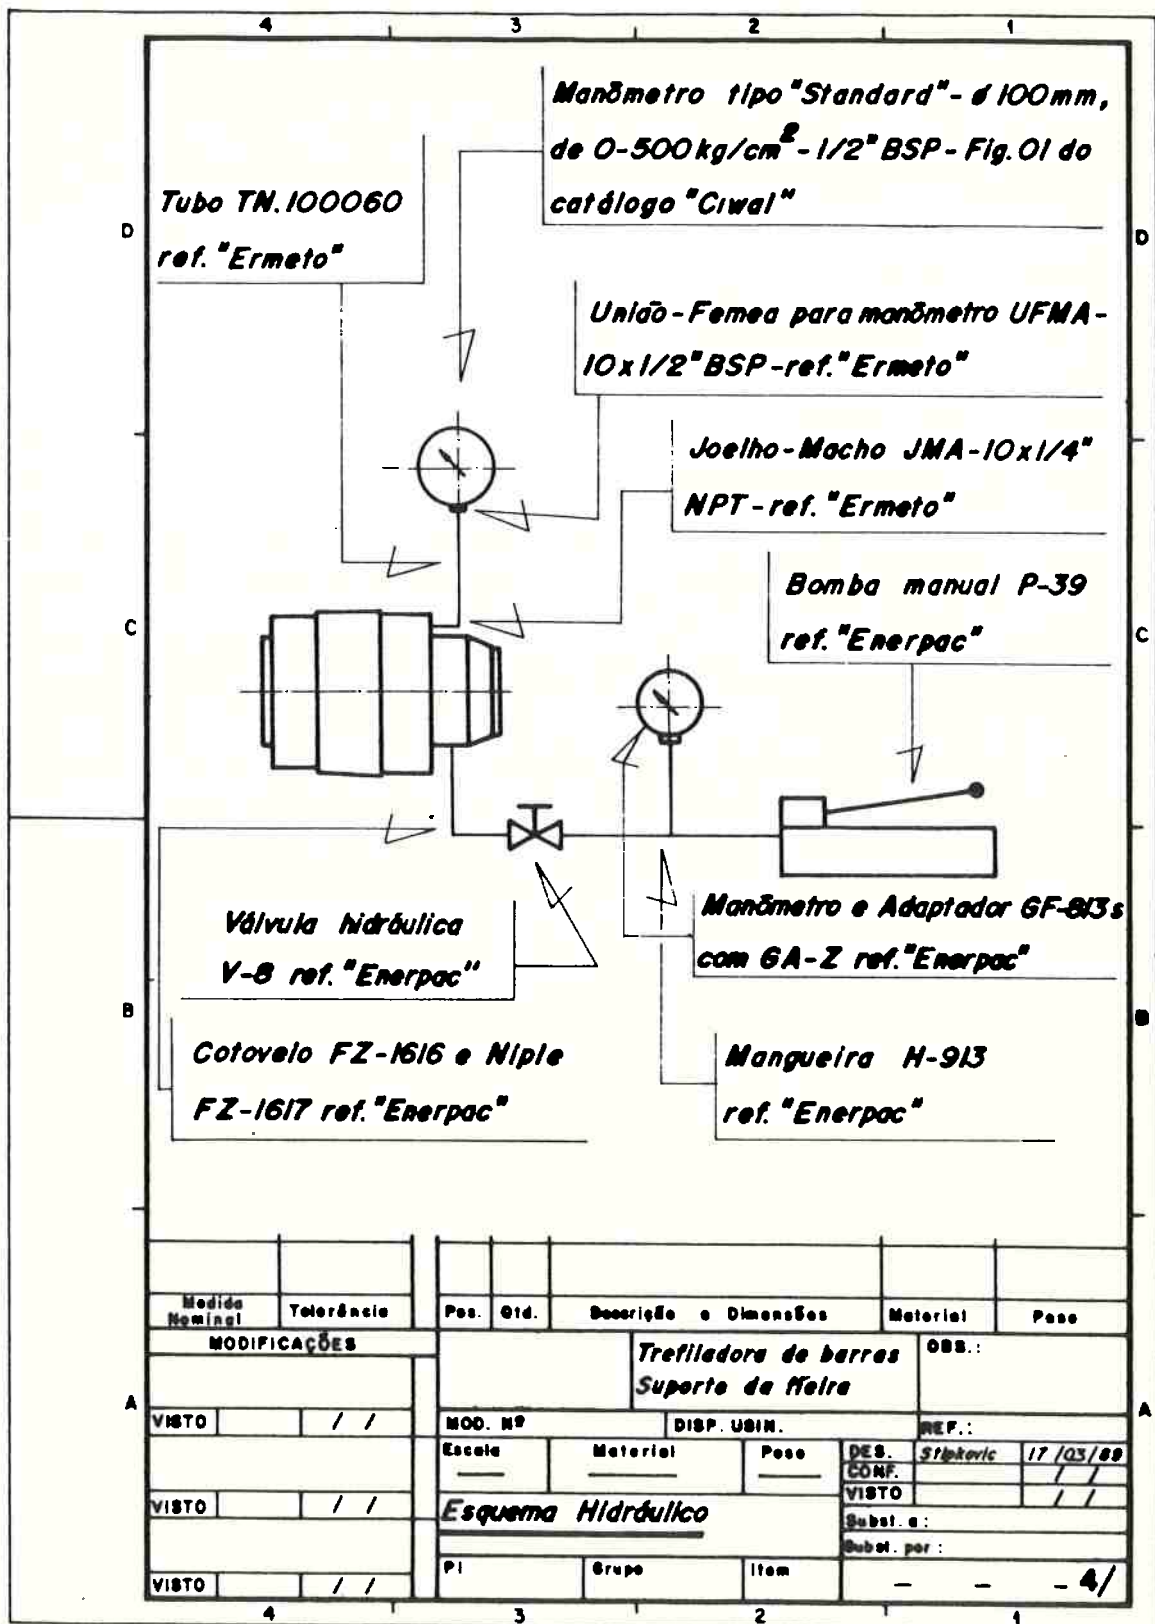 4 3 2 1
Manômetro tipo "Standard" - ø 100mm,
de 0-500 kg/cm² - 1/2" BSP - Fig. 01 do
catálogo "Ciwal"
Tubo TN. 100060
ref. "Ermeto"
D D
União - Femea para manômetro UFMA-
10x1/2" BSP - ref. "Ermeto"
Joelho - Macho JMA-10x1/4"
NPT - ref. "Ermeto"
Bomba manual P-39
ref. "Enerpac"
C C
Manômetro e Adaptador GF-813s
com GA-Z ref. "Enerpac"
Válvula hidráulica
V-8 ref. "Enerpac"
B B
Cotovelo FZ-1616 e Niple
FZ-1617 ref. "Enerpac"
Mangueira H-913
ref. "Enerpac"
Medida
Nominal
Tolerância
Pos. Qtd. Descrição e Dimensões Material Peso
MODIFICAÇÕES
Trefiladora de barras
Suporte da fieira
OBS.:
A A
VISTO / /
MOD. Nº DISP. USIN. REF.:
Escala Material Peso
DES. Stipkovic 17/03/89
CONF. / /
VISTO / /
VISTO / /
Esquema Hidráulico
Subst. a:
Subst. por:
PI Grupo Item
- - - 4/
VISTO / /
4 3 2 1